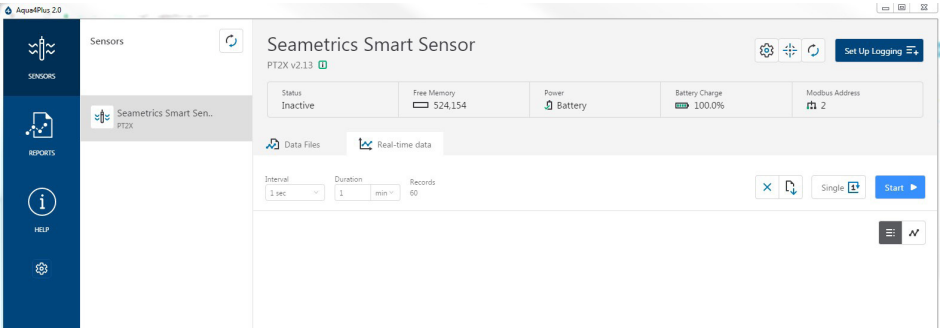 Aqua4Plus 2.0
SENSORS
REPORTS
HELP
Sensors
Seametrics Smart Sen..
PT2X
Seametrics Smart Sensor
PT2X v2.13
Set Up Logging
Status Free Memory Power Battery Charge Modbus Address
Inactive 524,154 Battery 100.0% 2
Data Files Real-time data
Interval Duration Records
1 sec 1 min 60
Single Start